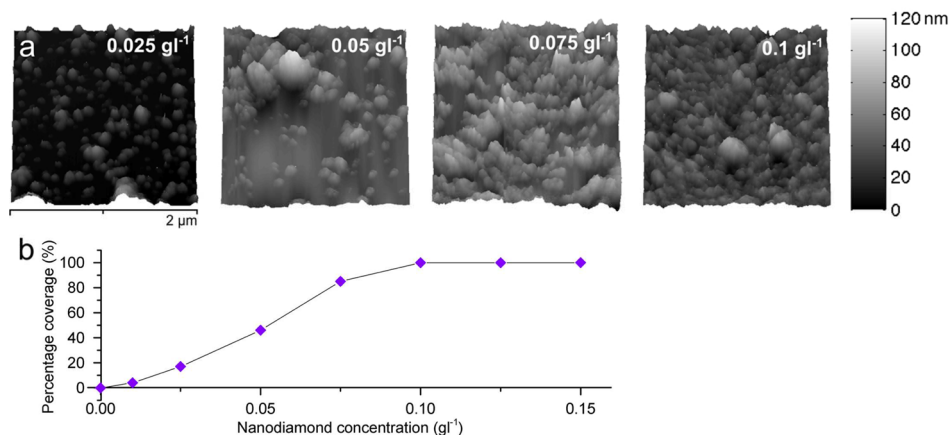 a
0.025 gl⁻¹
0.05 gl⁻¹
0.075 gl⁻¹
0.1 gl⁻¹
120 nm
100
80
60
40
20
0
2 µm
b
Percentage coverage (%)
100
80
60
40
20
0
0.00
0.05
0.10
0.15
Nanodiamond concentration (gl⁻¹)